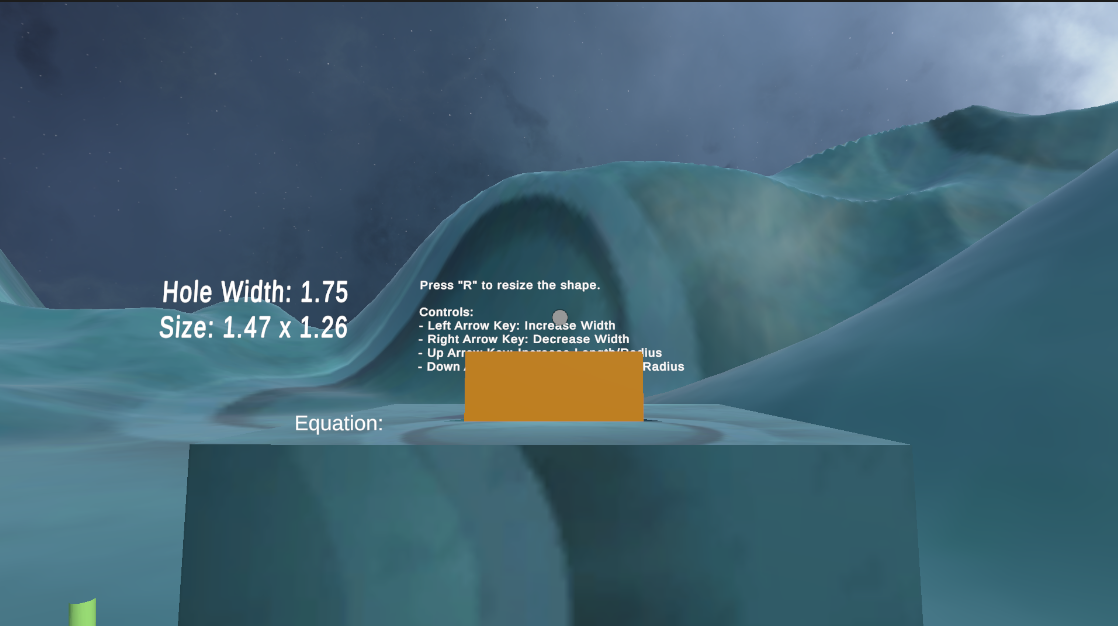 Hole Width: 1.75
Size: 1.47 x 1.26
Press "R" to resize the shape.
Controls:
- Left Arrow Key: Increase Width
- Right Arrow Key: Decrease Width
- Up Arrow Key: Increase Length/Radius
- Down Radius
Equation: